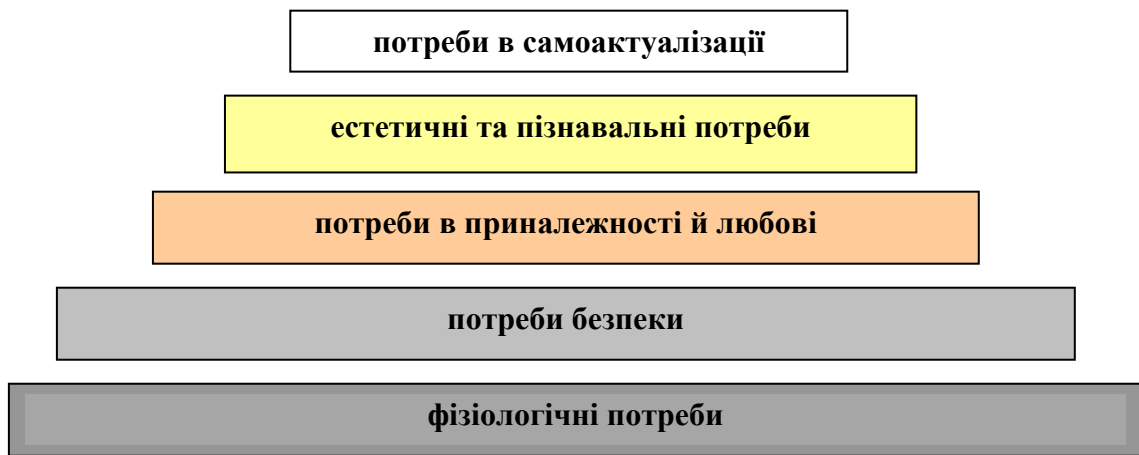 потреби в самоактуалізації
естетичні та пізнавальні потреби
потреби в приналежності й любові
потреби безпеки
фізіологічні потреби